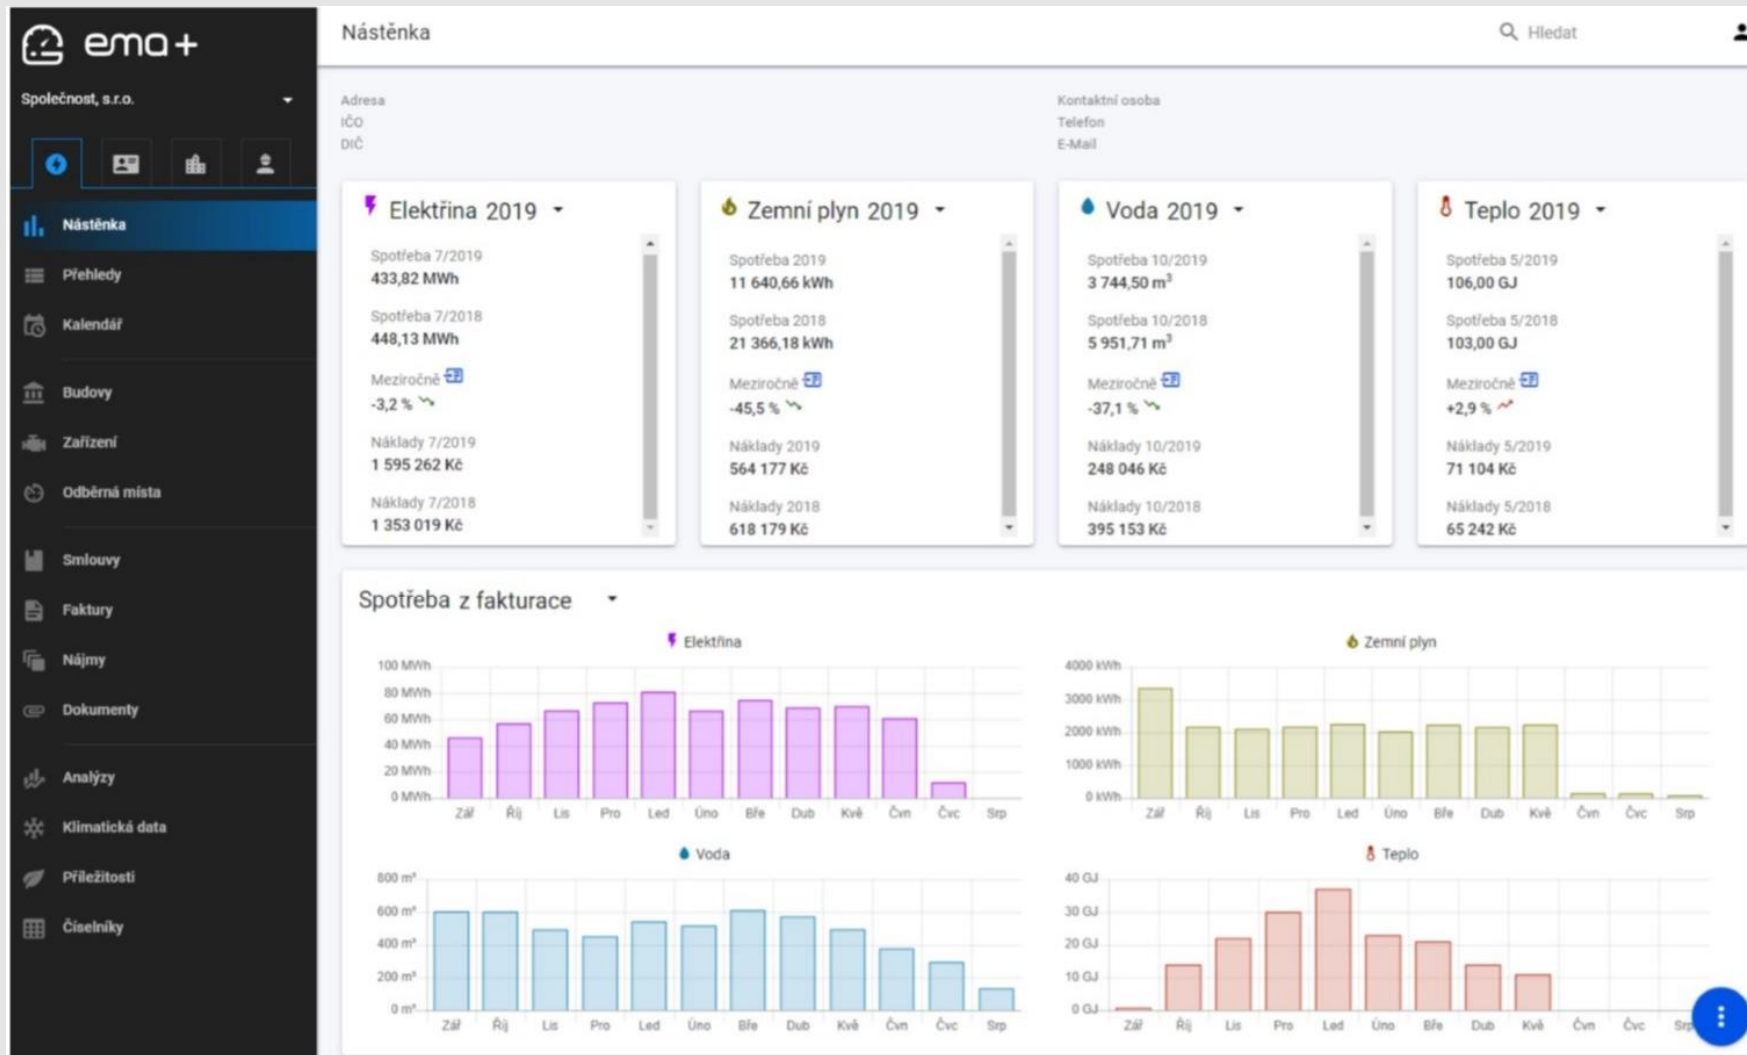 ema+
Nástěnka
Hledat
Společnost, s.r.o.
Nástěnka
Přehledy
Kalendář
Budovy
Zařízení
Odběrná místa
Smlouvy
Faktury
Nájmy
Dokumenty
Analýzy
Klimatická data
Příležitosti
Číselníky
Adresa
IČO
DIČ
Kontaktní osoba
Telefon
E-Mail
Elektřina 2019
Spotřeba 7/2019
433,82 MWh
Spotřeba 7/2018
448,13 MWh
Meziročně
-3,2 %
Náklady 7/2019
1 595 262 Kč
Náklady 7/2018
1 353 019 Kč
Zemní plyn 2019
Spotřeba 2019
11 640,66 kWh
Spotřeba 2018
21 366,18 kWh
Meziročně
-45,5 %
Náklady 2019
564 177 Kč
Náklady 2018
618 179 Kč
Voda 2019
Spotřeba 10/2019
3 744,50 m³
Spotřeba 10/2018
5 951,71 m³
Meziročně
-37,1 %
Náklady 10/2019
248 046 Kč
Náklady 10/2018
395 153 Kč
Teplo 2019
Spotřeba 5/2019
106,00 GJ
Spotřeba 5/2018
103,00 GJ
Meziročně
+2,9 %
Náklady 5/2019
71 104 Kč
Náklady 5/2018
65 242 Kč
Spotřeba z fakturace
Elektřina
100 MWh
80 MWh
60 MWh
40 MWh
20 MWh
0 MWh
Zář Říj Lis Pro Led Úno Bře Dub Kvě Čvn Čvc Srp
Zemní plyn
4000 kWh
3000 kWh
2000 kWh
1000 kWh
0 kWh
Zář Říj Lis Pro Led Úno Bře Dub Kvě Čvn Čvc Srp
Voda
800 m³
600 m³
400 m³
200 m³
0 m³
Zář Říj Lis Pro Led Úno Bře Dub Kvě Čvn Čvc Srp
Teplo
40 GJ
30 GJ
20 GJ
10 GJ
0 GJ
Zář Říj Lis Pro Led Úno Bře Dub Kvě Čvn Čvc Srp